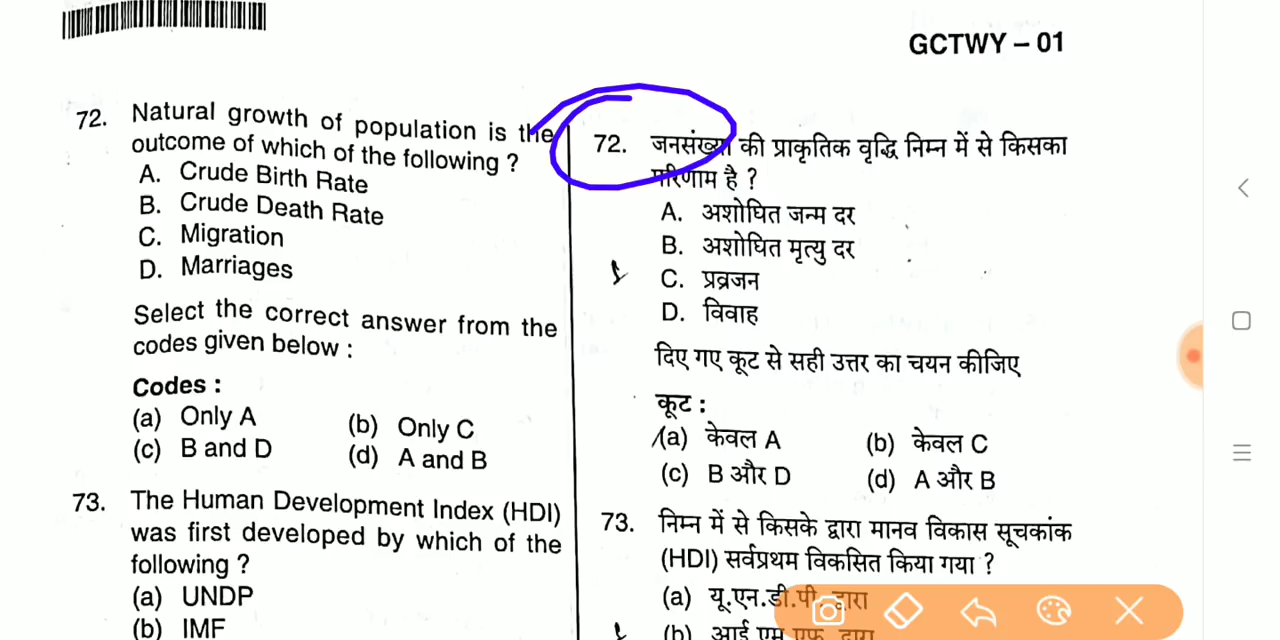 GCTWY – 01
72. Natural growth of population is the
outcome of which of the following ?
A. Crude Birth Rate
B. Crude Death Rate
C. Migration
D. Marriages
Select the correct answer from the
codes given below :
Codes :
(a) Only A
(b) Only C
(c) B and D
(d) A and B
73. The Human Development Index (HDI)
was first developed by which of the
following ?
(a) UNDP
(b) IMF
72. जनसंख्या की प्राकृतिक वृद्धि निम्न में से किसका
परिणाम है ?
A. अशोधित जन्म दर
B. अशोधित मृत्यु दर
C. प्रव्रजन
D. विवाह
दिए गए कूट से सही उत्तर का चयन कीजिए
कूट :
(a) केवल A
(b) केवल C
(c) B और D
(d) A और B
73. निम्न में से किसके द्वारा मानव विकास सूचकांक
(HDI) सर्वप्रथम विकसित किया गया ?
(a) यू.एन.डी.पी. द्वारा
(b) आई एम एफ द्वारा